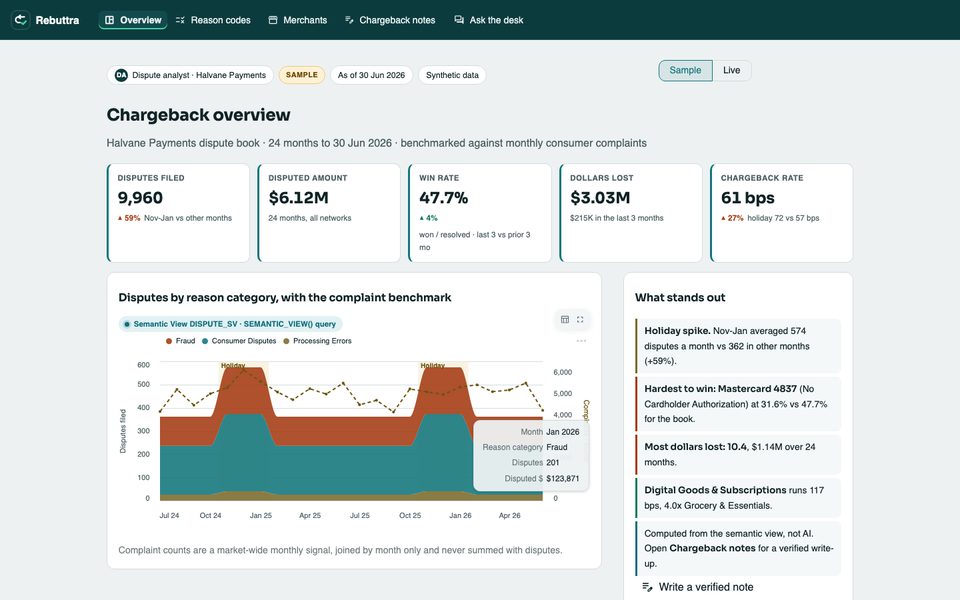 Rebuttra
Overview
Reason codes
Merchants
Chargeback notes
Ask the desk
DA Dispute analyst · Halvane Payments
SAMPLE
As of 30 Jun 2026
Synthetic data
Sample
Live
Chargeback overview
Halvane Payments dispute book · 24 months to 30 Jun 2026 · benchmarked against monthly consumer complaints
DISPUTES FILED
9,960
▲ 59% Nov-Jan vs other months
DISPUTED AMOUNT
$6.12M
24 months, all networks
WIN RATE
47.7%
▲ 4%
won / resolved · last 3 vs prior 3
mo
DOLLARS LOST
$3.03M
$215K in the last 3 months
CHARGEBACK RATE
61 bps
▲ 27% holiday 72 vs 57 bps
Disputes by reason category, with the complaint benchmark
Semantic View DISPUTE_SV · SEMANTIC_VIEW() query
Fraud
Consumer Disputes
Processing Errors
Disputes filed
600
500
400
300
200
100
0
Holiday
Holiday
6,000
5,000
4,000
0
Month Jan 2026
Reason category Fraud
Disputes 201
Disputed $ $123,871
Jul 24
Oct 24
Jan 25
Apr 25
Jul 25
Oct 25
Jan 26
Apr 26
Complaint counts are a market-wide monthly signal, joined by month only and never summed with disputes.
What stands out
Holiday spike. Nov-Jan averaged 574
disputes a month vs 362 in other months
(+59%).
Hardest to win: Mastercard 4837 (No
Cardholder Authorization) at 31.6% vs 47.7%
for the book.
Most dollars lost: 10.4, $1.14M over 24
months.
Digital Goods & Subscriptions runs 117
bps, 4.0x Grocery & Essentials.
Computed from the semantic view, not AI.
Open Chargeback notes for a verified write-
up.
Write a verified note